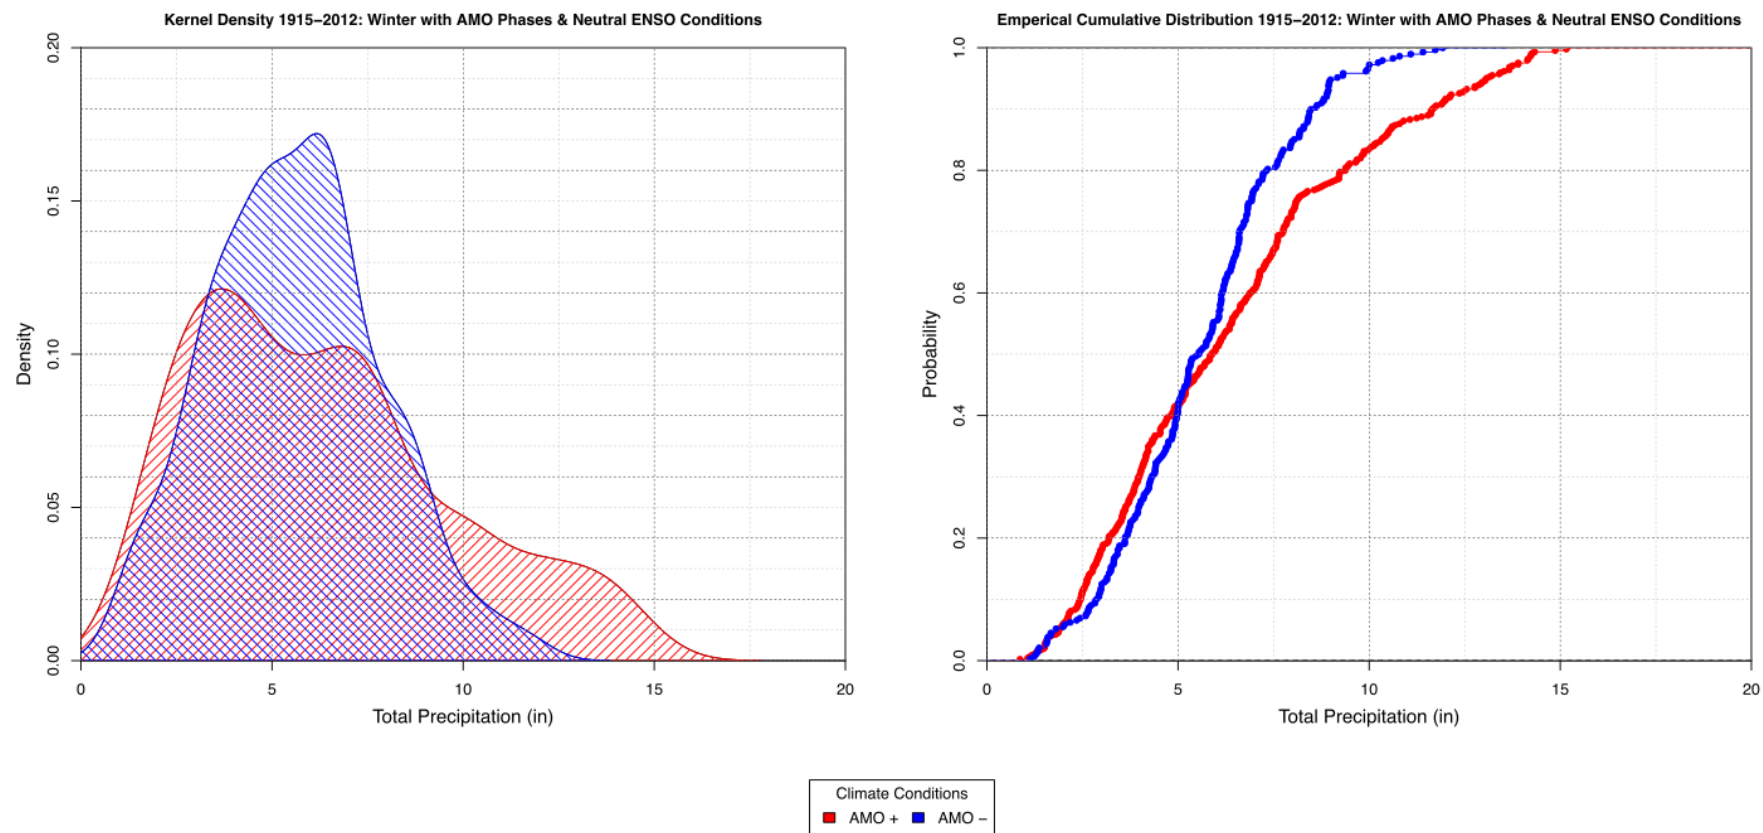 Kernel Density 1915−2012: Winter with AMO Phases & Neutral ENSO Conditions
0.20
0.15
0.10
0.05
0.00
Density
0 5 10 15 20
Total Precipitation (in)
Emperical Cumulative Distribution 1915−2012: Winter with AMO Phases & Neutral ENSO Conditions
1.0
0.8
0.6
0.4
0.2
0.0
Probability
0 5 10 15 20
Total Precipitation (in)
Climate Conditions
AMO + AMO −